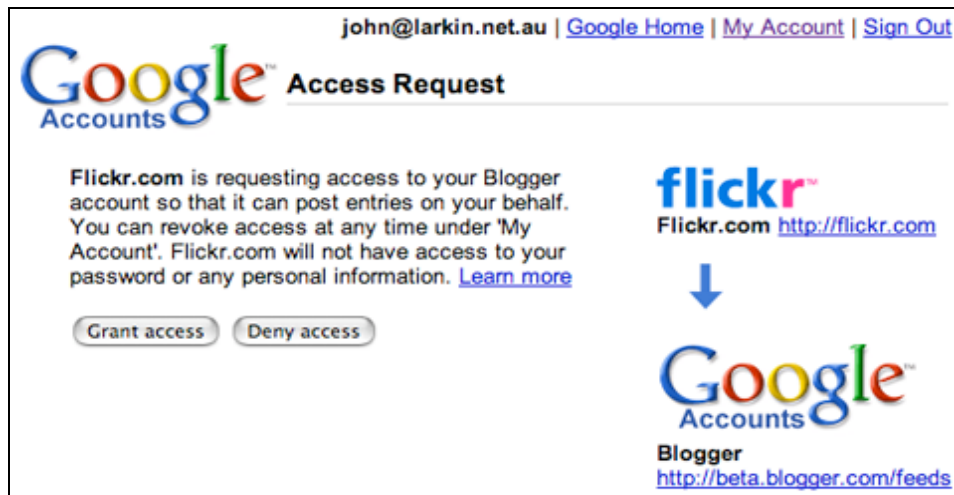 john@larkin.net.au | Google Home | My Account | Sign Out
Google™
Accounts
Access Request
Flickr.com is requesting access to your Blogger
account so that it can post entries on your behalf.
You can revoke access at any time under 'My
Account'. Flickr.com will not have access to your
password or any personal information. Learn more
Grant access
Deny access
flickr™
Flickr.com http://flickr.com
Google™
Accounts
Blogger
http://beta.blogger.com/feeds